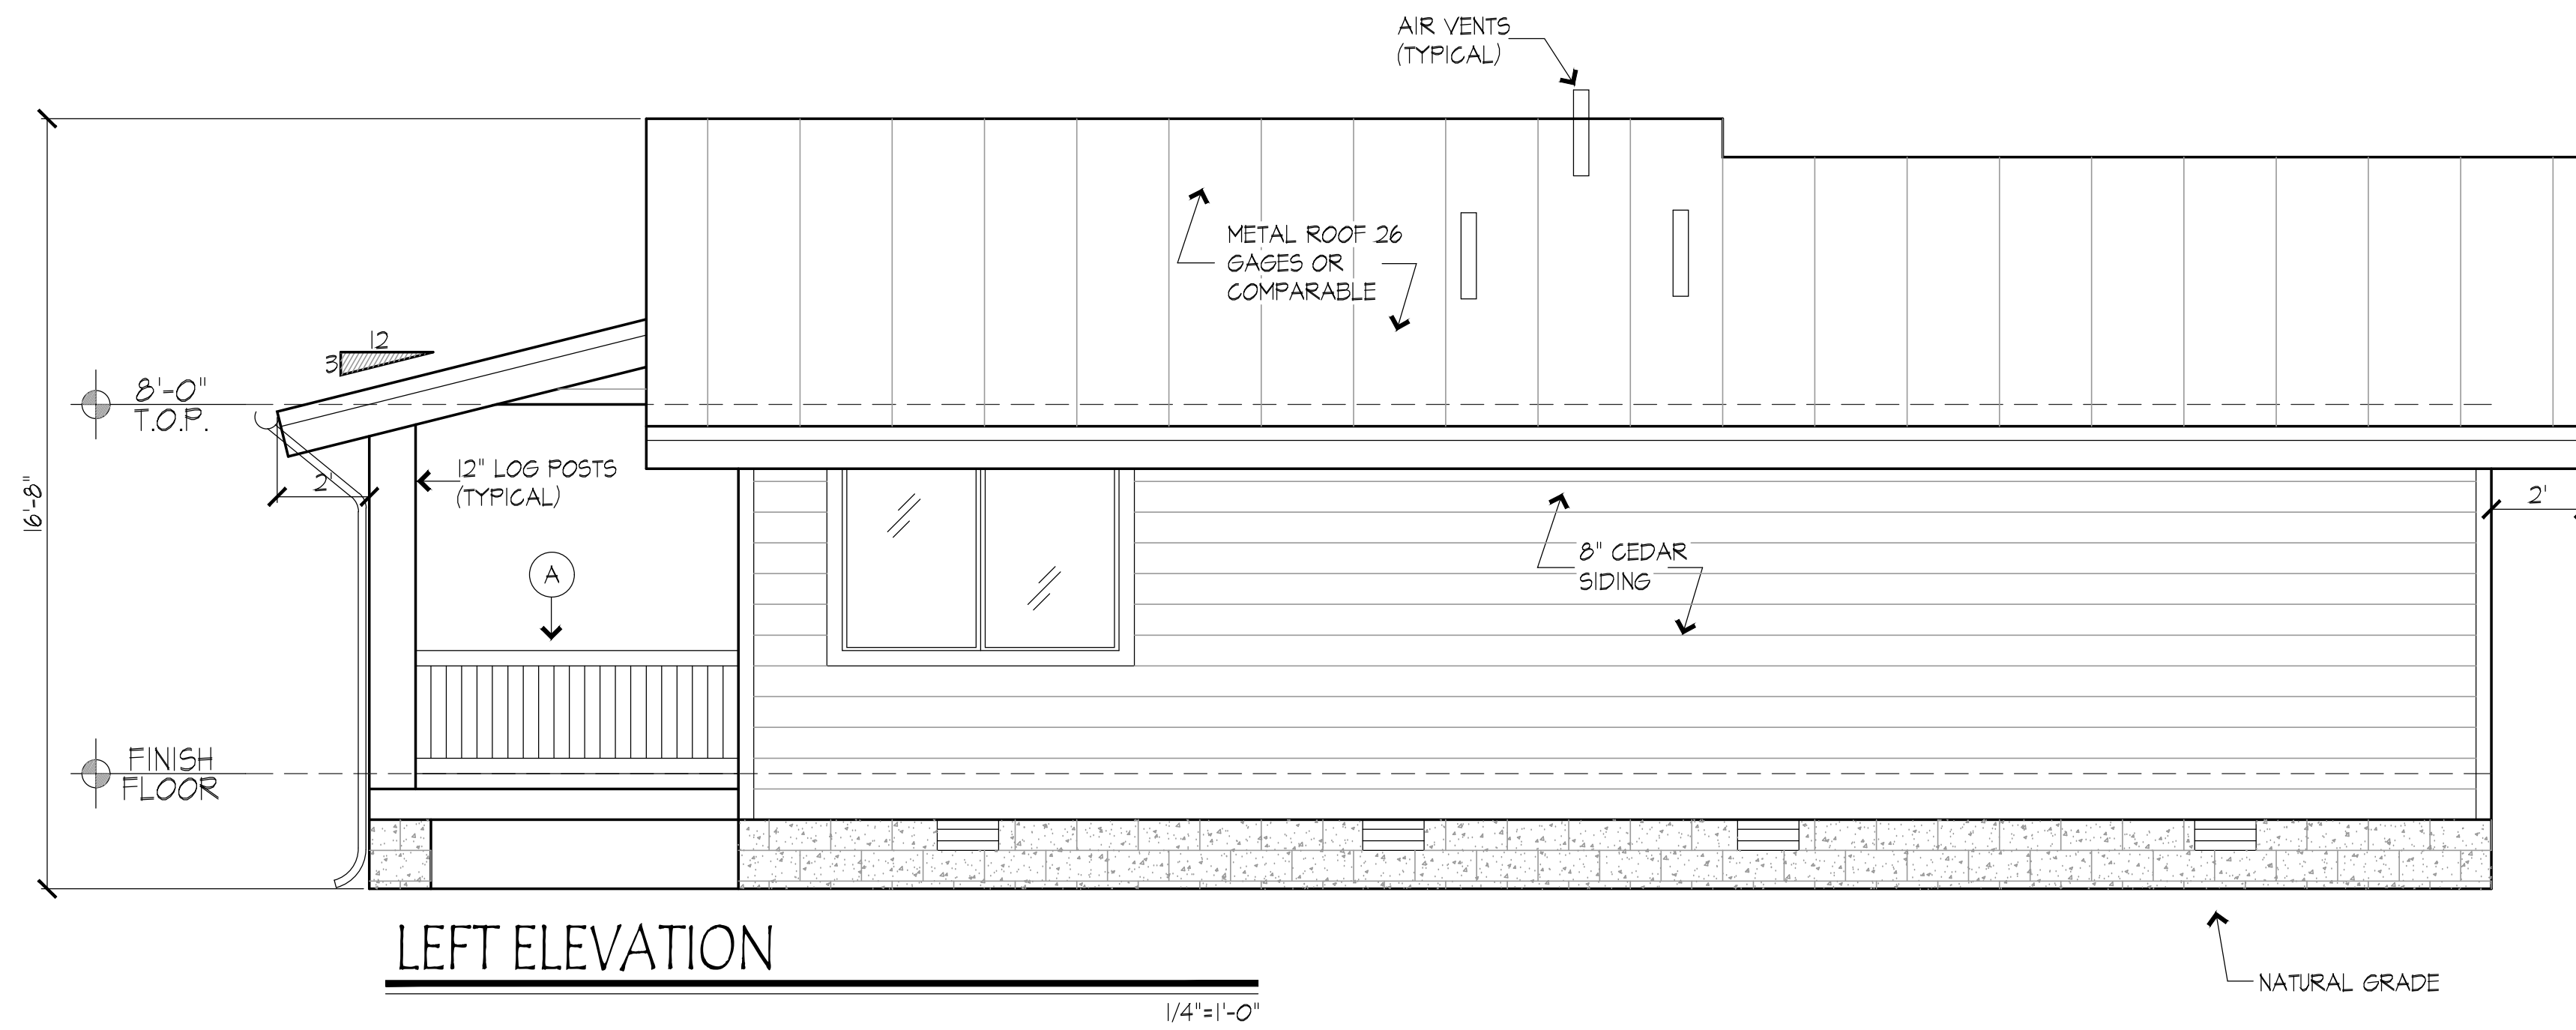 AIR VENTS
(TYPICAL)
METAL ROOF 26
GAGES OR
COMPARABLE
12
3
8'-0"
T.O.P.
16'-8"
2'
12" LOG POSTS
(TYPICAL)
2'
8" CEDAR
SIDING
A
FINISH
FLOOR
LEFT ELEVATION
NATURAL GRADE
1/4"=1'-0"